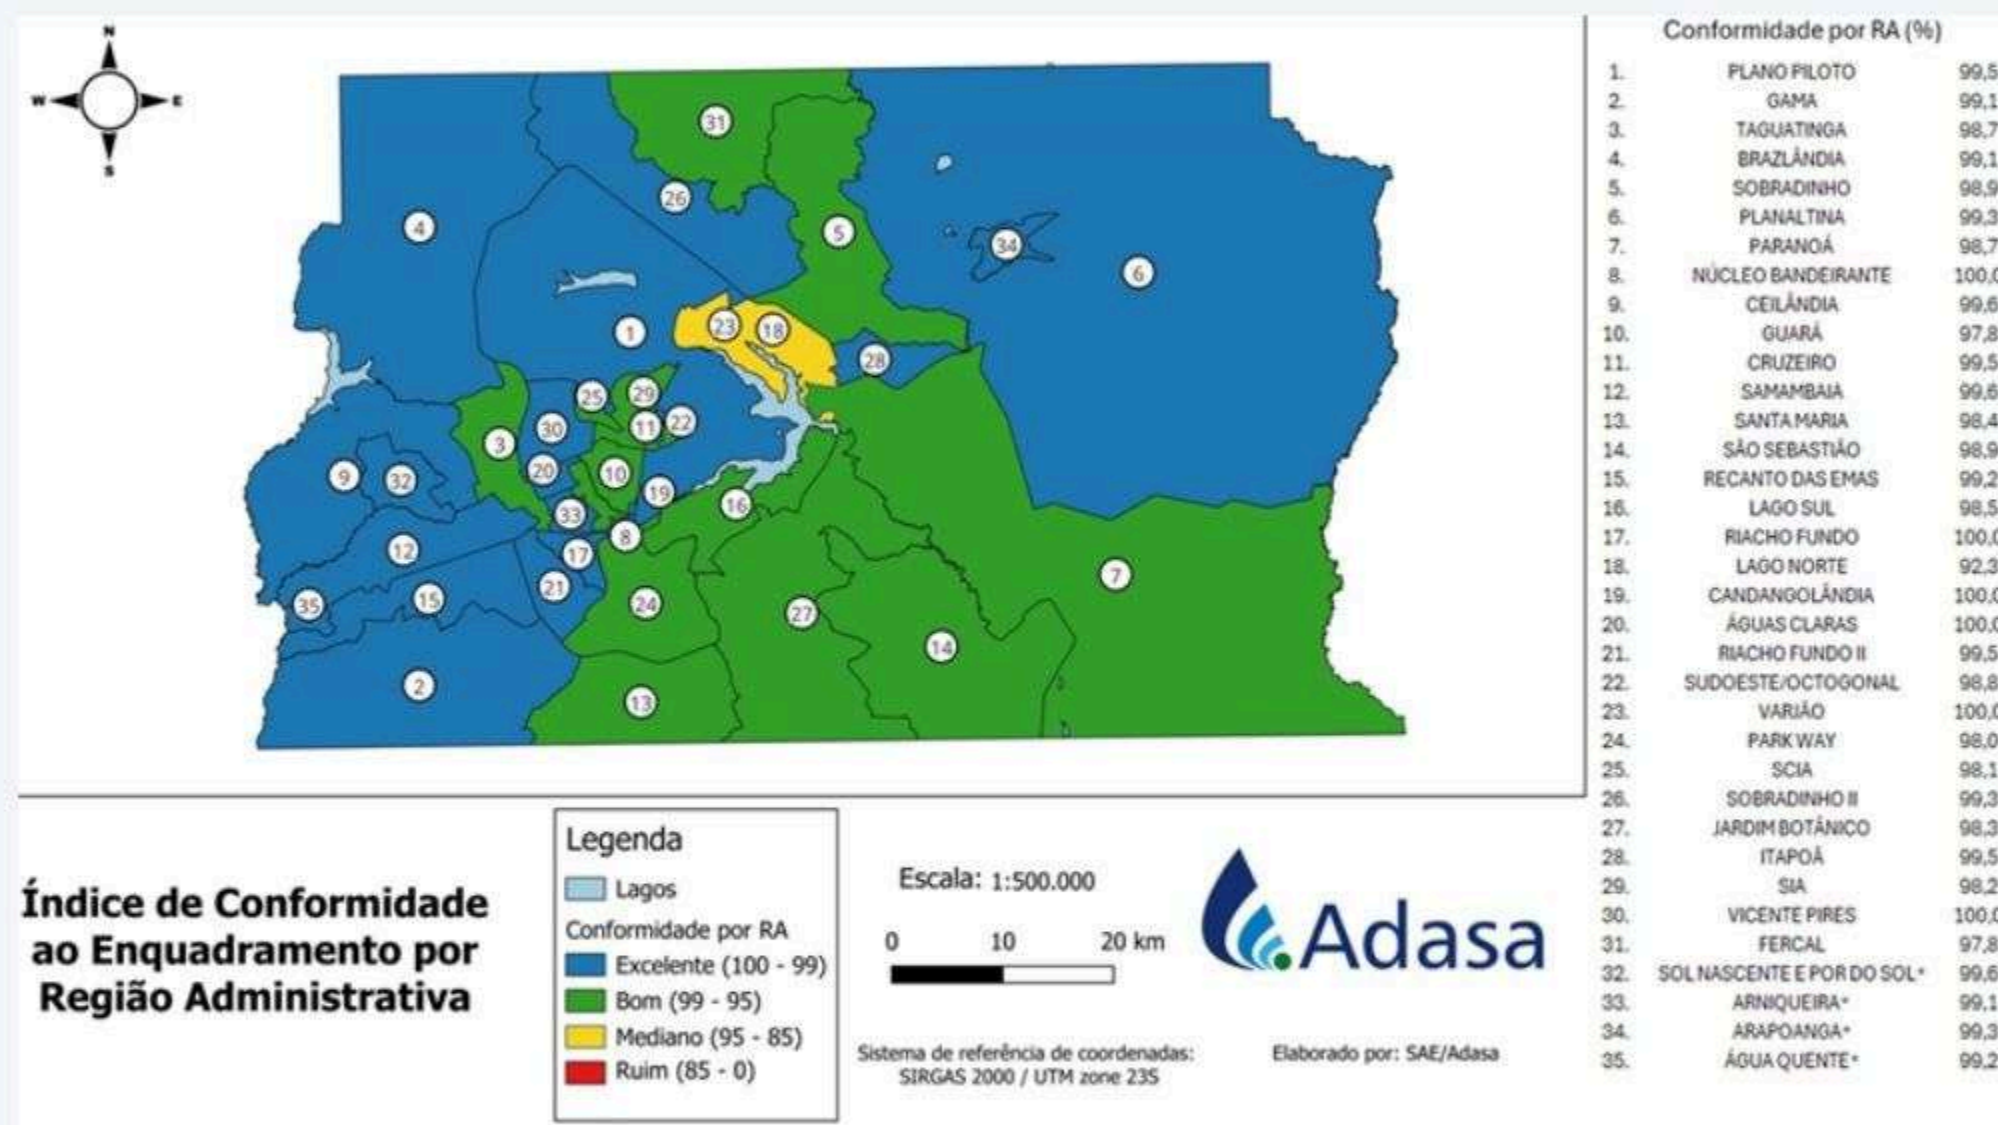 N
W
E
S
31
26
4
5
34
6
23
18
1
28
25
29
11
22
30
3
20
10
9
32
19
16
33
8
12
17
21
7
35
15
24
27
14
2
13
Conformidade por RA (%)
1. PLANO PILOTO 99,5
2. GAMA 99,1
3. TAGUATINGA 98,7
4. BRAZLÂNDIA 99,1
5. SOBRADINHO 98,9
6. PLANALTINA 99,3
7. PARANOÁ 98,7
8. NÚCLEO BANDEIRANTE 100,0
9. CEILÂNDIA 99,6
10. GUARÁ 97,8
11. CRUZEIRO 99,5
12. SAMAMBAIA 99,6
13. SANTA MARIA 98,4
14. SÃO SEBASTIÃO 98,9
15. RECANTO DAS EMAS 99,2
16. LAGO SUL 98,5
17. RIACHO FUNDO 100,0
18. LAGO NORTE 92,3
19. CANDANGOLÂNDIA 100,0
20. ÁGUAS CLARAS 100,0
21. RIACHO FUNDO II 99,5
22. SUDOESTE/OCTOGONAL 98,8
23. VARJÃO 100,0
24. PARK WAY 98,0
25. SCIA 98,1
26. SOBRADINHO II 99,3
27. JARDIM BOTÂNICO 98,3
28. ITAPOÃ 99,5
29. SIA 98,2
30. VICENTE PIRES 100,0
31. FERCAL 97,8
32. SOL NASCENTE E POR DO SOL* 99,6
33. ARNIQUEIRA* 99,1
34. ARAPOANGA* 99,3
35. ÁGUA QUENTE* 99,2
Índice de Conformidade
ao Enquadramento por
Região Administrativa
Legenda
Lagos
Conformidade por RA
Excelente (100 - 99)
Bom (99 - 95)
Mediano (95 - 85)
Ruim (85 - 0)
Escala: 1:500.000
0 10 20 km
Sistema de referência de coordenadas:
SIRGAS 2000 / UTM zone 23S
Adasa
Elaborado por: SAE/Adasa